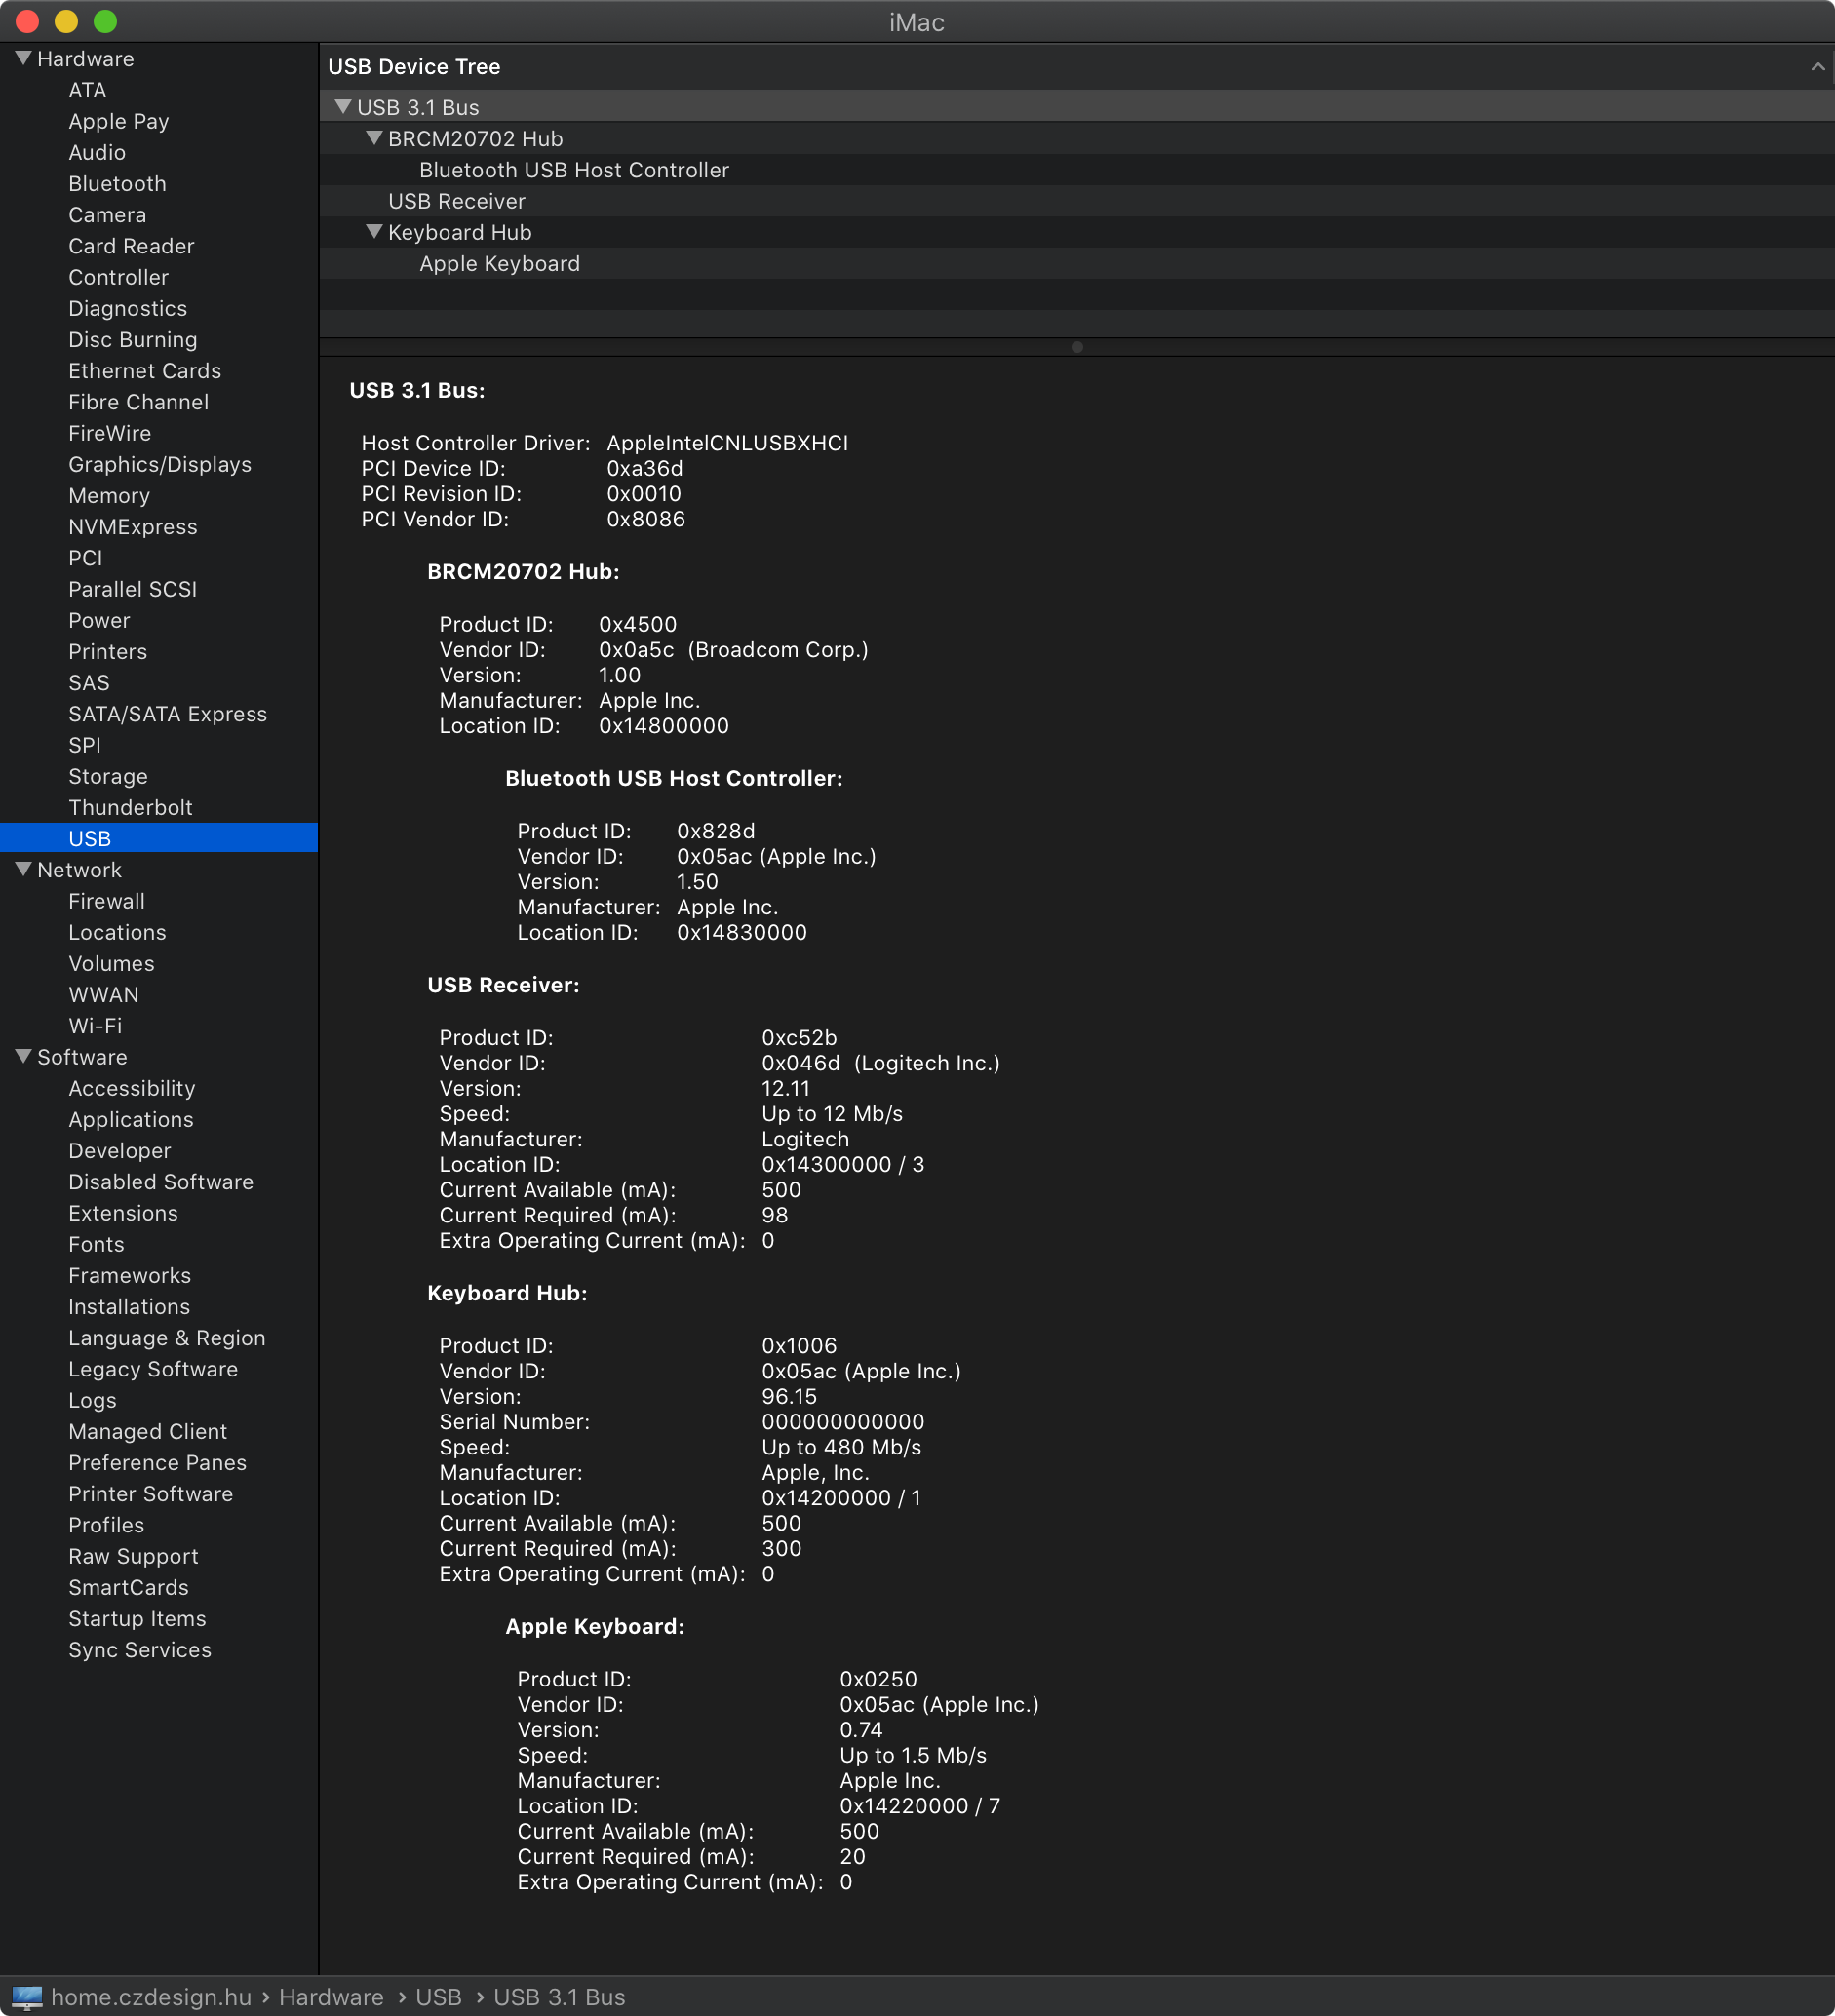 iMac
Hardware
ATA
Apple Pay
Audio
Bluetooth
Camera
Card Reader
Controller
Diagnostics
Disc Burning
Ethernet Cards
Fibre Channel
FireWire
Graphics/Displays
Memory
NVMExpress
PCI
Parallel SCSI
Power
Printers
SAS
SATA/SATA Express
SPI
Storage
Thunderbolt
USB
Network
Firewall
Locations
Volumes
WWAN
Wi-Fi
Software
Accessibility
Applications
Developer
Disabled Software
Extensions
Fonts
Frameworks
Installations
Language & Region
Legacy Software
Logs
Managed Client
Preference Panes
Printer Software
Profiles
Raw Support
SmartCards
Startup Items
Sync Services
USB Device Tree
USB 3.1 Bus
BRCM20702 Hub
Bluetooth USB Host Controller
USB Receiver
Keyboard Hub
Apple Keyboard
USB 3.1 Bus:
Host Controller Driver: AppleIntelCNLUSBXHCI
PCI Device ID: 0xa36d
PCI Revision ID: 0x0010
PCI Vendor ID: 0x8086
BRCM20702 Hub:
Product ID: 0x4500
Vendor ID: 0x0a5c (Broadcom Corp.)
Version: 1.00
Manufacturer: Apple Inc.
Location ID: 0x14800000
Bluetooth USB Host Controller:
Product ID: 0x828d
Vendor ID: 0x05ac (Apple Inc.)
Version: 1.50
Manufacturer: Apple Inc.
Location ID: 0x14830000
USB Receiver:
Product ID: 0xc52b
Vendor ID: 0x046d (Logitech Inc.)
Version: 12.11
Speed: Up to 12 Mb/s
Manufacturer: Logitech
Location ID: 0x14300000 / 3
Current Available (mA): 500
Current Required (mA): 98
Extra Operating Current (mA): 0
Keyboard Hub:
Product ID: 0x1006
Vendor ID: 0x05ac (Apple Inc.)
Version: 96.15
Serial Number: 000000000000
Speed: Up to 480 Mb/s
Manufacturer: Apple, Inc.
Location ID: 0x14200000 / 1
Current Available (mA): 500
Current Required (mA): 300
Extra Operating Current (mA): 0
Apple Keyboard:
Product ID: 0x0250
Vendor ID: 0x05ac (Apple Inc.)
Version: 0.74
Speed: Up to 1.5 Mb/s
Manufacturer: Apple Inc.
Location ID: 0x14220000 / 7
Current Available (mA): 500
Current Required (mA): 20
Extra Operating Current (mA): 0
home.czdesign.hu › Hardware › USB › USB 3.1 Bus